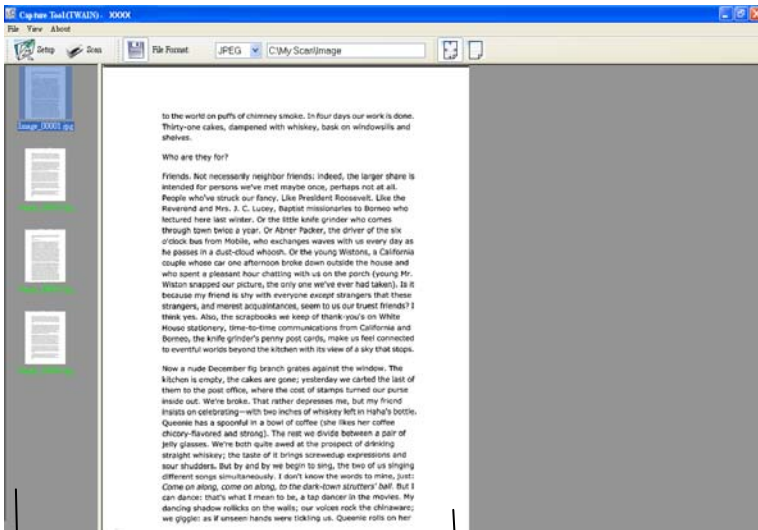 Capture Tool(TWAIN) - XXXX
File View About
Setup Scan File Format JPEG C:\My Scan\Image
Image_00001.jpg
to the world on puffs of chimney smoke. In four days our work is done.
Thirty-one cakes, dampened with whiskey, bask on windowsills and
shelves.
Who are they for?
Friends. Not necessarily neighbor friends: indeed, the larger share is
intended for persons we've met maybe once, perhaps not at all.
People who've struck our fancy. Like President Roosevelt. Like the
Reverend and Mrs. J. C. Lucey, Baptist missionaries to Borneo who
lectured here last winter. Or the little knife grinder who comes
through town twice a year. Or Abner Packer, the driver of the six
o'clock bus from Mobile, who exchanges waves with us every day as
he passes in a dust-cloud whoosh. Or the young Wistons, a California
couple whose car one afternoon broke down outside the house and
who spent a pleasant hour chatting with us on the porch (young Mr.
Wiston snapped our picture, the only one we've ever had taken). Is it
because my friend is shy with everyone except strangers that these
strangers, and merest acquaintances, seem to us our truest friends? I
think yes. Also, the scrapbooks we keep of thank-you's on White
House stationery, time-to-time communications from California and
Borneo, the knife grinder's penny post cards, make us feel connected
to eventful worlds beyond the kitchen with its view of a sky that stops.
Now a nude December fig branch grates against the window. The
kitchen is empty, the cakes are gone; yesterday we carted the last of
them to the post office, where the cost of stamps turned our purse
inside out. We're broke. That rather depresses me, but my friend
insists on celebrating—with two inches of whiskey left in Haha's bottle.
Queenie has a spoonful in a bowl of coffee (she likes her coffee
chicory-flavored and strong). The rest we divide between a pair of
jelly glasses. We're both quite awed at the prospect of drinking
straight whiskey; the taste of it brings screwedup expressions and
sour shudders. But by and by we begin to sing, the two of us singing
different songs simultaneously. I don't know the words to mine, just:
Come on along, come on along, to the dark-town strutters' ball. But I
can dance: that's what I mean to be, a tap dancer in the movies. My
dancing shadow rollicks on the walls; our voices rock the chinaware;
we giggle: as if unseen hands were tickling us. Queenie rolls on her